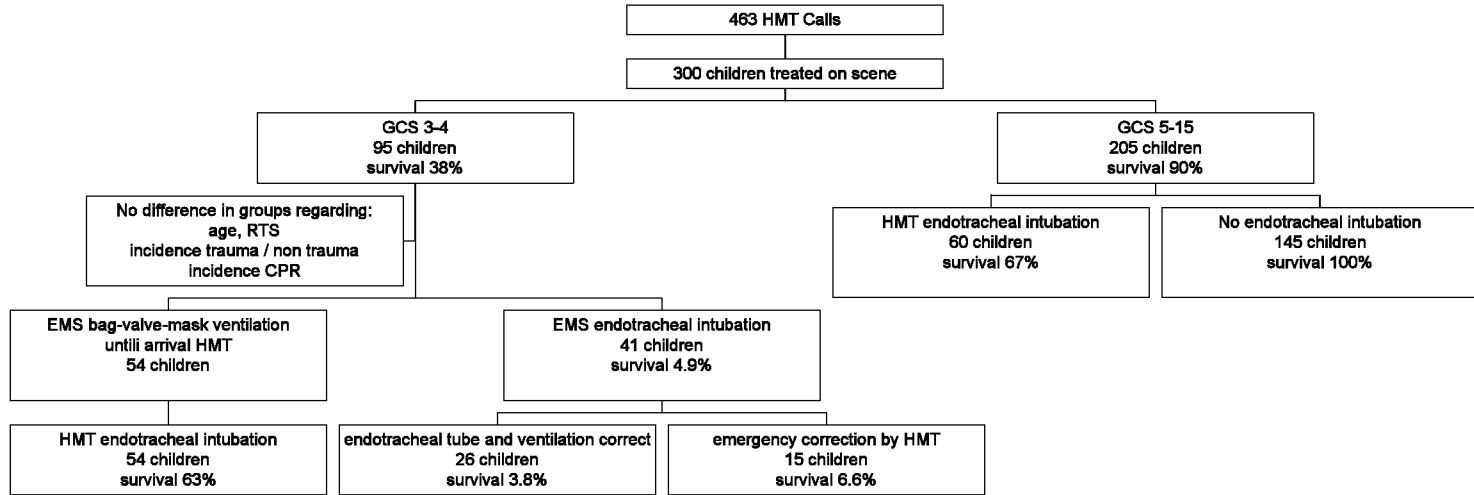 463 HMT Calls
300 children treated on scene
GCS 3-4
95 children
survival 38%
GCS 5-15
205 children
survival 90%
No difference in groups regarding:
age, RTS
incidence trauma / non trauma
incidence CPR
HMT endotracheal intubation
60 children
survival 67%
No endotracheal intubation
145 children
survival 100%
EMS bag-valve-mask ventilation
untili arrival HMT
54 children
EMS endotracheal intubation
41 children
survival 4.9%
HMT endotracheal intubation
54 children
survival 63%
endotracheal tube and ventilation correct
26 children
survival 3.8%
emergency correction by HMT
15 children
survival 6.6%